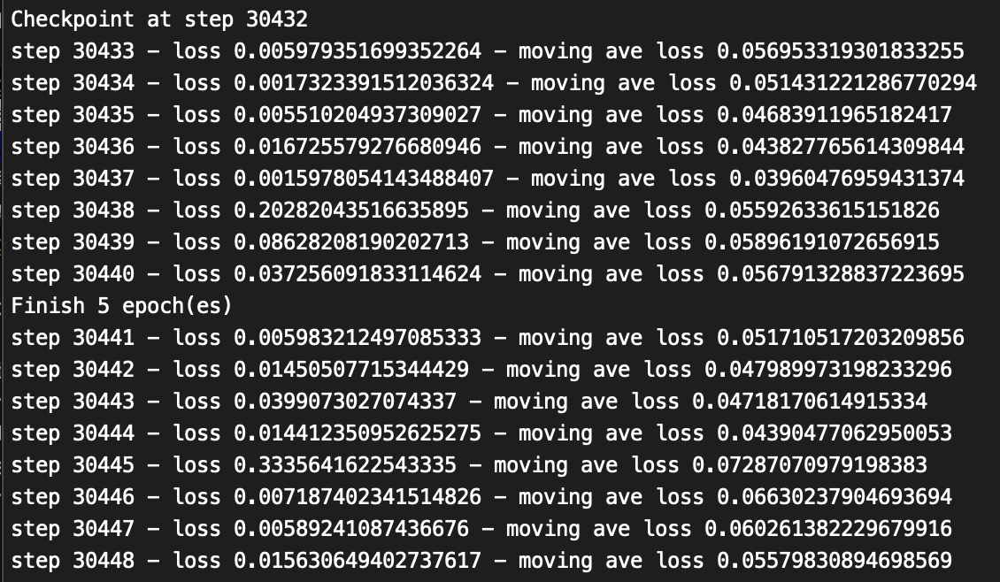 Checkpoint at step 30432
step 30433 – loss 0.005979351699352264 – moving ave loss 0.056953319301833255
step 30434 – loss 0.0017323391512036324 – moving ave loss 0.051431221286770294
step 30435 – loss 0.005510204937309027 – moving ave loss 0.04683911965182417
step 30436 – loss 0.016725579276680946 – moving ave loss 0.043827765614309844
step 30437 – loss 0.0015978054143488407 – moving ave loss 0.03960476959431374
step 30438 – loss 0.20282043516635895 – moving ave loss 0.05592633615151826
step 30439 – loss 0.08628208190202713 – moving ave loss 0.05896191072656915
step 30440 – loss 0.037256091833114624 – moving ave loss 0.056791328837223695
Finish 5 epoch(es)
step 30441 – loss 0.005983212497085333 – moving ave loss 0.051710517203209856
step 30442 – loss 0.01450507715344429 – moving ave loss 0.047989973198233296
step 30443 – loss 0.0399073027074337 – moving ave loss 0.04718170614915334
step 30444 – loss 0.014412350952625275 – moving ave loss 0.04390477062950053
step 30445 – loss 0.3335641622543335 – moving ave loss 0.07287070979198383
step 30446 – loss 0.007187402341514826 – moving ave loss 0.06630237904693694
step 30447 – loss 0.00589241087436676 – moving ave loss 0.060261382229679916
step 30448 – loss 0.015630649402737617 – moving ave loss 0.05579830894698569